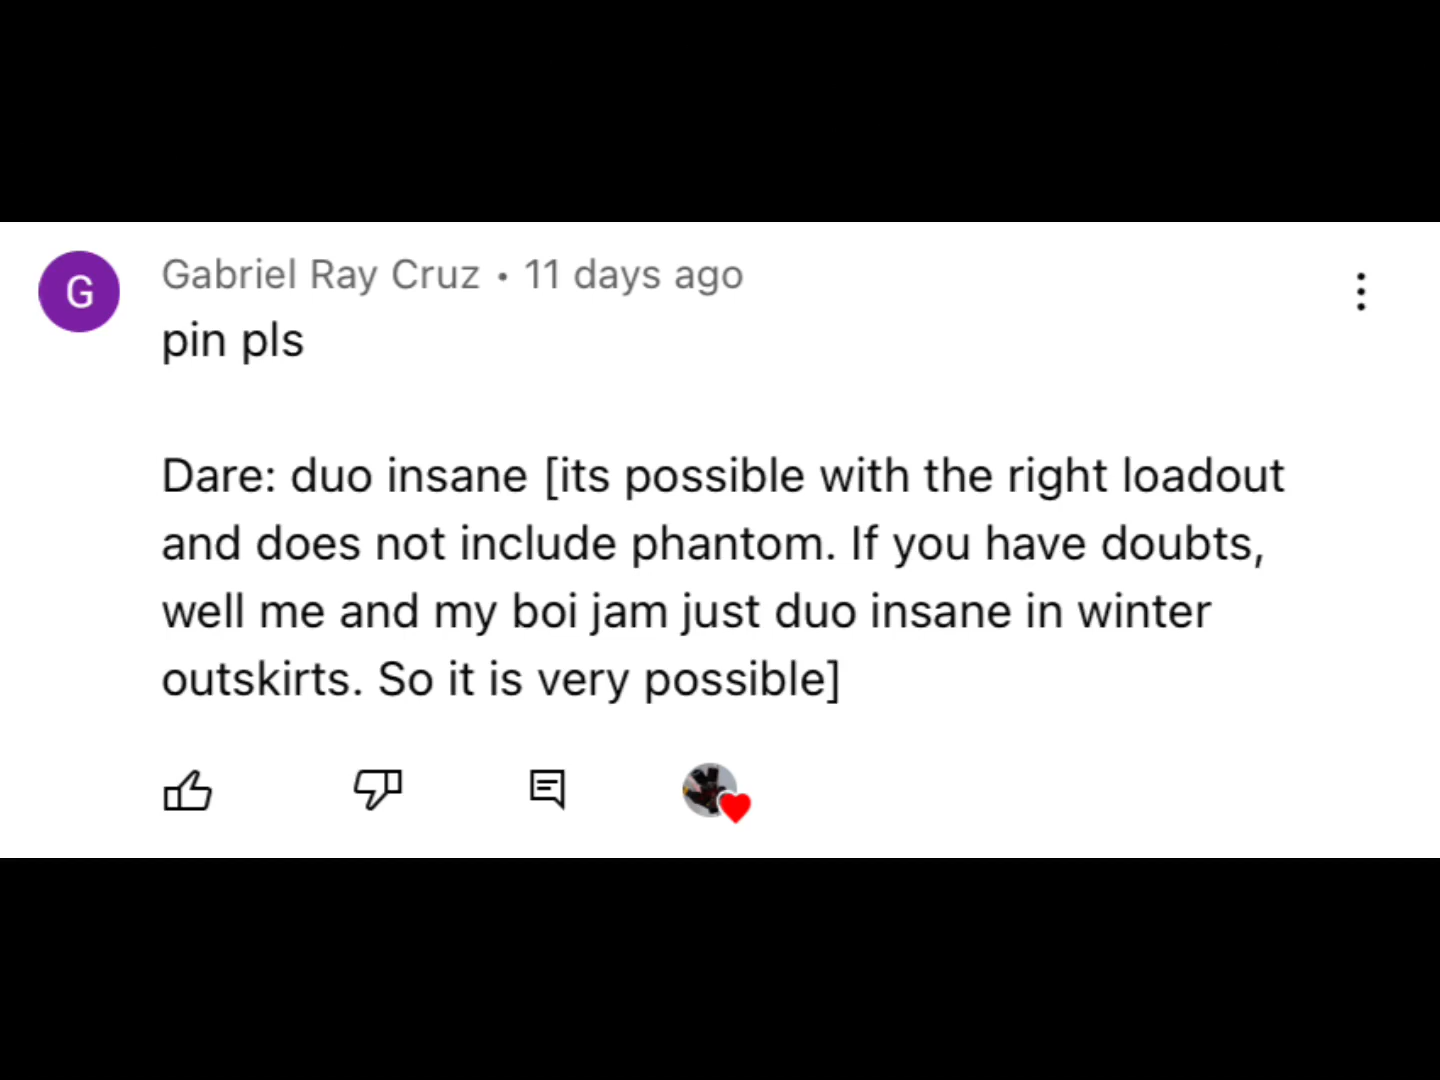 G
Gabriel Ray Cruz • 11 days ago
pin pls
Dare: duo insane [its possible with the right loadout
and does not include phantom. If you have doubts,
well me and my boi jam just duo insane in winter
outskirts. So it is very possible]